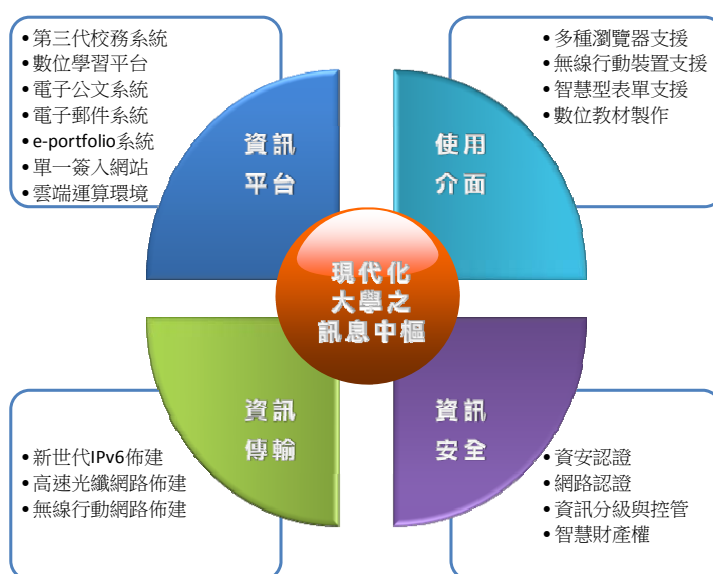 • 第三代校務系統
• 數位學習平台
• 電子公文系統
• 電子郵件系統
• e-portfolio系統
• 單一簽入網站
• 雲端運算環境
資訊
平台
• 多種瀏覽器支援
• 無線行動裝置支援
• 智慧型表單支援
• 數位教材製作
使用
介面
現代化
大學之
訊息中樞
• 新世代IPv6佈建
• 高速光纖網路佈建
• 無線行動網路佈建
資訊
傳輸
• 資安認證
• 網路認證
• 資訊分級與控管
• 智慧財產權
資訊
安全